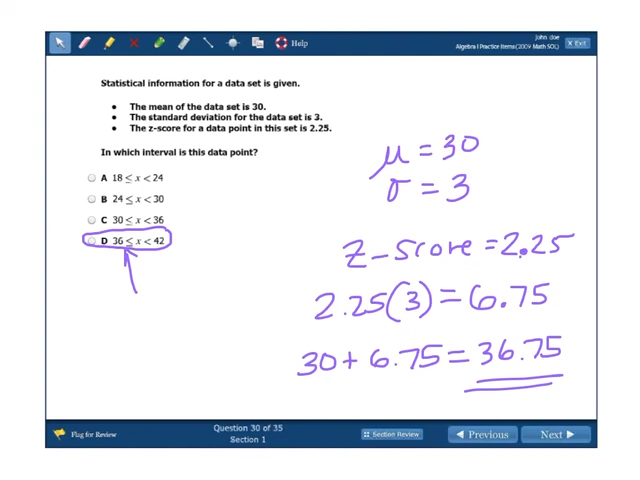 John doe
Algebra I Practice Items (2009 Math SOL)
X Exit
Help
Statistical information for a data set is given.
• The mean of the data set is 30.
• The standard deviation for the data set is 3.
• The z-score for a data point in this set is 2.25.
In which interval is this data point?
A 18 ≤ x < 24
B 24 ≤ x < 30
C 30 ≤ x < 36
D 36 ≤ x < 42
μ = 30
σ = 3
z-score = 2.25
2.25(3) = 6.75
30 + 6.75 = 36.75
Flag for Review
Question 30 of 35
Section 1
Section Review
Previous
Next